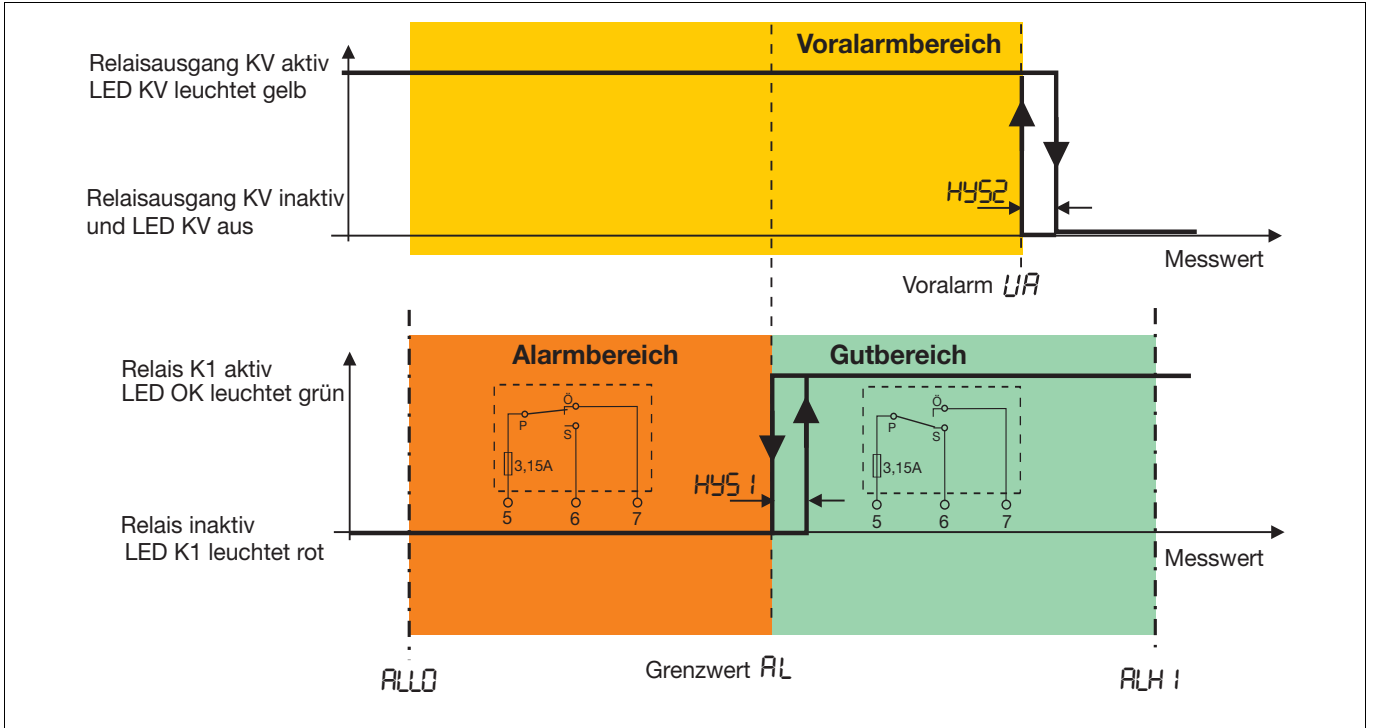 Voralarmbereich
Relaisausgang KV aktiv
LED KV leuchtet gelb
HYS2
Relaisausgang KV inaktiv
und LED KV aus
Messwert
Voralarm UA
Alarmbereich
Gutbereich
Relais K1 aktiv
LED OK leuchtet grün
Ö
P
S
3,15A
5 6 7
Ö
P
S
3,15A
5 6 7
HYS1
Relais inaktiv
LED K1 leuchtet rot
Messwert
ALLO
Grenzwert AL
ALHI